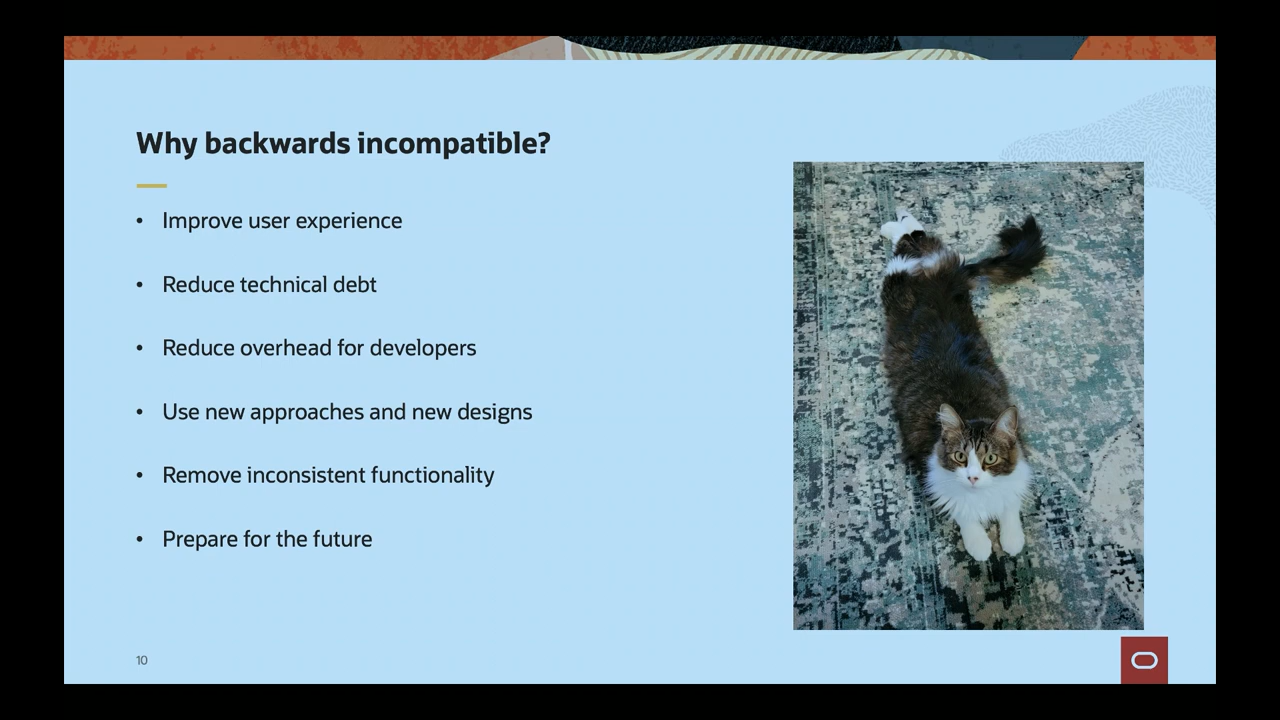 Why backwards incompatible?
• Improve user experience
• Reduce technical debt
• Reduce overhead for developers
• Use new approaches and new designs
• Remove inconsistent functionality
• Prepare for the future
10